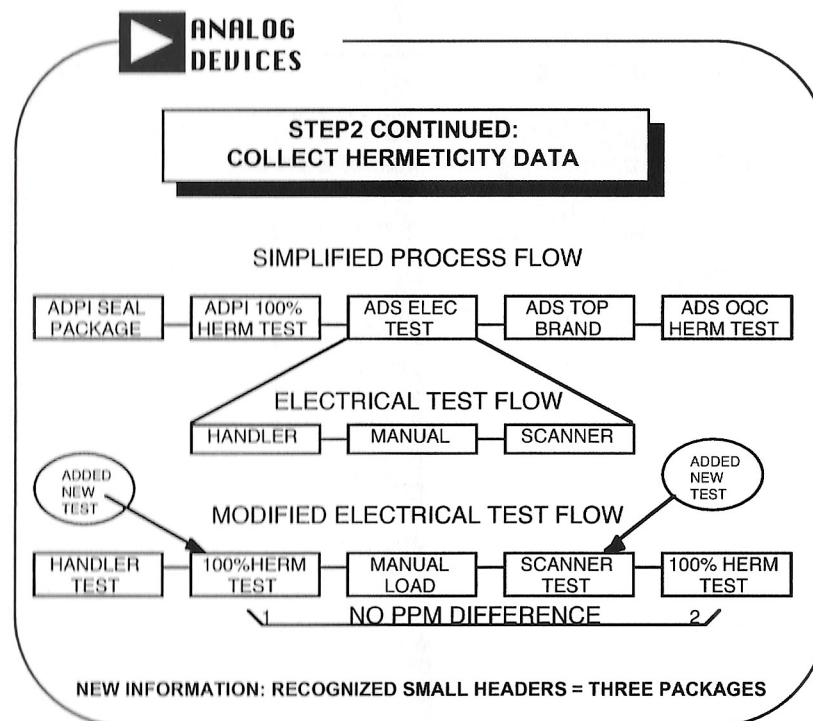 ANALOG
DEVICES
STEP2 CONTINUED:
COLLECT HERMETICITY DATA
SIMPLIFIED PROCESS FLOW
ADPI SEAL
PACKAGE
ADPI 100%
HERM TEST
ADS ELEC
TEST
ADS TOP
BRAND
ADS OQC
HERM TEST
ELECTRICAL TEST FLOW
HANDLER
MANUAL
SCANNER
ADDED
NEW
TEST
ADDED
NEW
TEST
MODIFIED ELECTRICAL TEST FLOW
HANDLER
TEST
100%HERM
TEST
MANUAL
LOAD
SCANNER
TEST
100% HERM
TEST
1 NO PPM DIFFERENCE 2
NEW INFORMATION: RECOGNIZED SMALL HEADERS = THREE PACKAGES